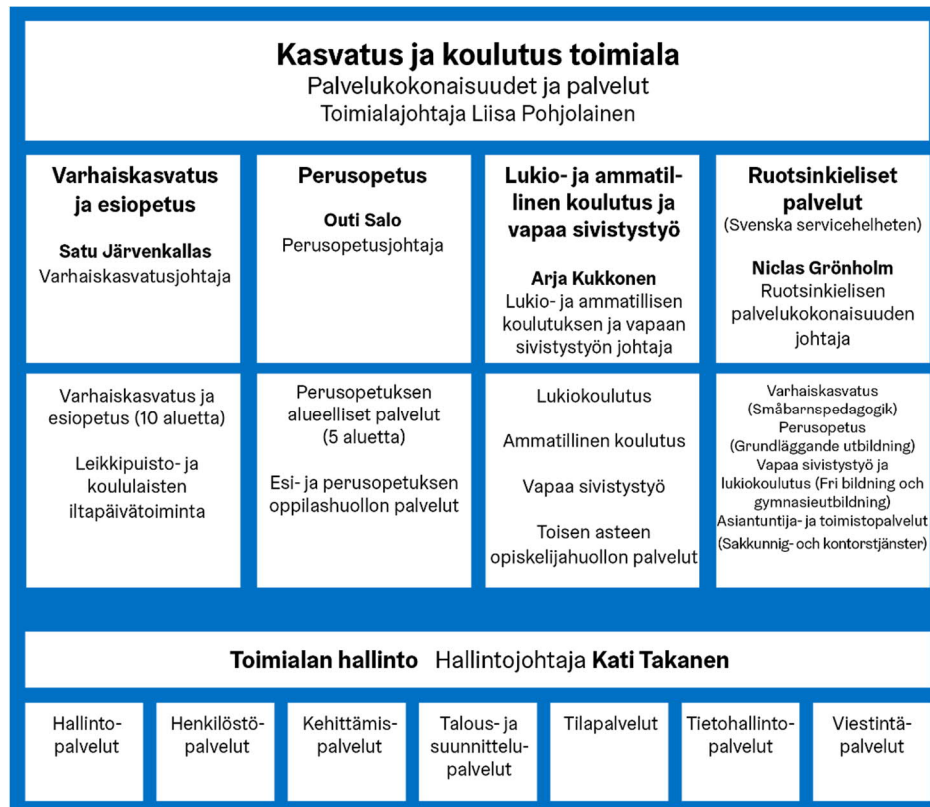 Kasvatus ja koulutus toimiala
Palvelukokonaisuudet ja palvelut
Toimialajohtaja Liisa Pohjolainen
Varhaiskasvatus
ja esiopetus
Satu Järvenkallas
Varhaiskasvatusjohtaja
Perusopetus
Outi Salo
Perusopetusjohtaja
Lukio- ja ammatil-
linen koulutus ja
vapaa sivistystyö
Arja Kukkonen
Lukio- ja ammatillisen
koulutuksen ja vapaan
sivistystyön johtaja
Ruotsinkieliset
palvelut
(Svenska servicehelheten)
Niclas Grönholm
Ruotsinkielisen
palvelukokonaisuuden
johtaja
Varhaiskasvatus ja
esiopetus (10 aluetta)
Leikkipuisto- ja
koululaisten
iltapäivätoiminta
Perusopetuksen
alueelliset palvelut
(5 aluetta)
Esi- ja perusopetuksen
oppilashuollon palvelut
Lukiokoulutus
Ammatillinen koulutus
Vapaa sivistystyö
Toisen asteen
opiskelijahuollon palvelut
Varhaiskasvatus
(Småbarnspedagogik)
Perusopetus
(Grundläggande utbildning)
Vapaa sivistystyö ja
lukiokoulutus (Fri bildning och
gymnasieutbildning)
Asiantuntija- ja toimistopalvelut
(Sakkunnig- och kontorstjänster)
Toimialan hallinto Hallintojohtaja Kati Takanen
Hallinto-
palvelut
Henkilöstö-
palvelut
Kehittämis-
palvelut
Talous- ja
suunnittelu-
palvelut
Tilapalvelut
Tietohallinto-
palvelut
Viestintä-
palvelut